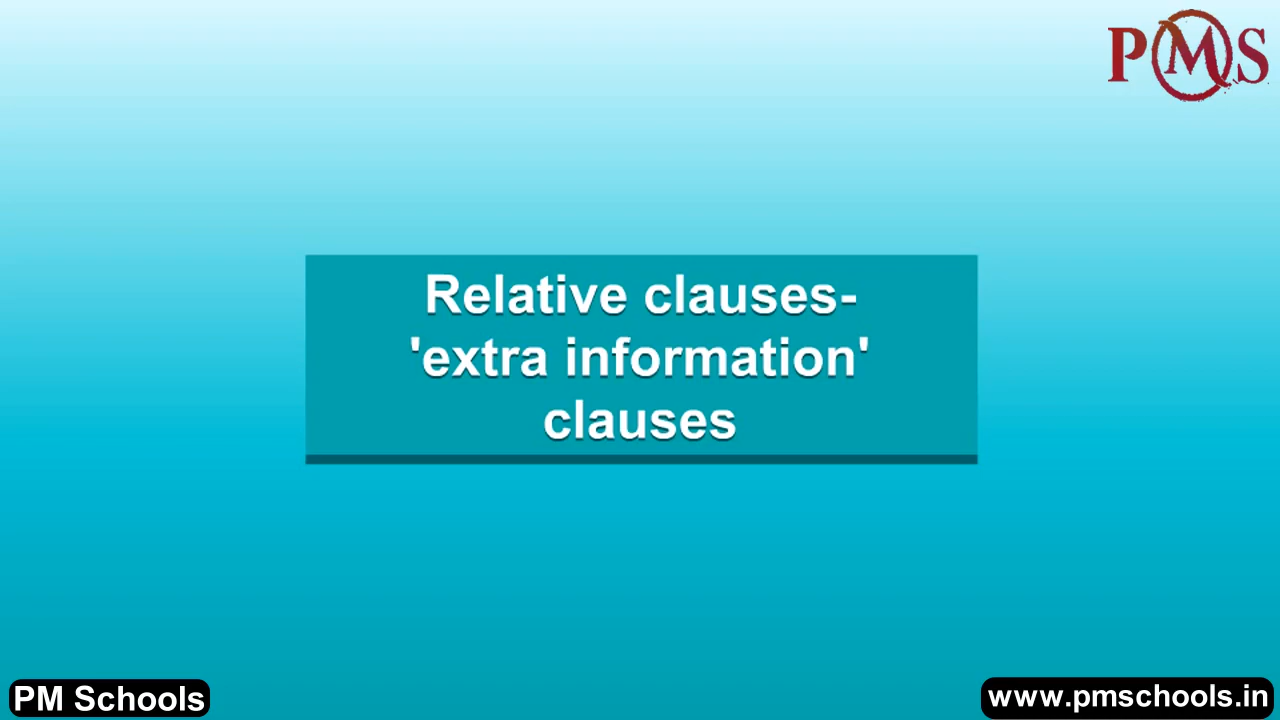 PMS
Relative clauses-
'extra information'
clauses
PM Schools
www.pmschools.in